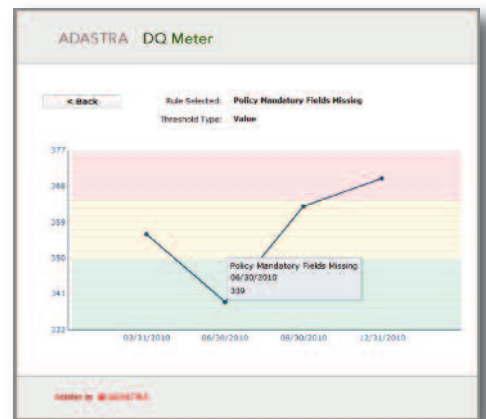 ADASTRA DQ Meter
< Back
Rule Selected: Policy Mandatory Fields Missing
Threshold Type: Value
377
368
359
350
341
332
Policy Mandatory Fields Missing
06/30/2010
339
03/31/2010 06/30/2010 09/30/2010 12/31/2010
ADASTRA